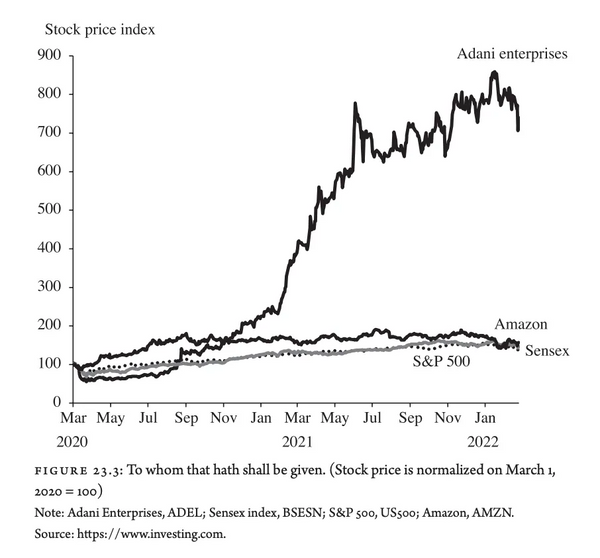 Stock price index
900
Adani enterprises
800
700
600
500
400
300
200
Amazon
Sensex
S&P 500
100
0
Mar May Jul Sep Nov Jan Mar May Jul Sep Nov Jan
2020 2021 2022
FIGURE 23.3: To whom that hath shall be given. (Stock price is normalized on March 1,
2020 = 100)
Note: Adani Enterprises, ADEL; Sensex index, BSESN; S&P 500, US500; Amazon, AMZN.
Source: https://www.investing.com.